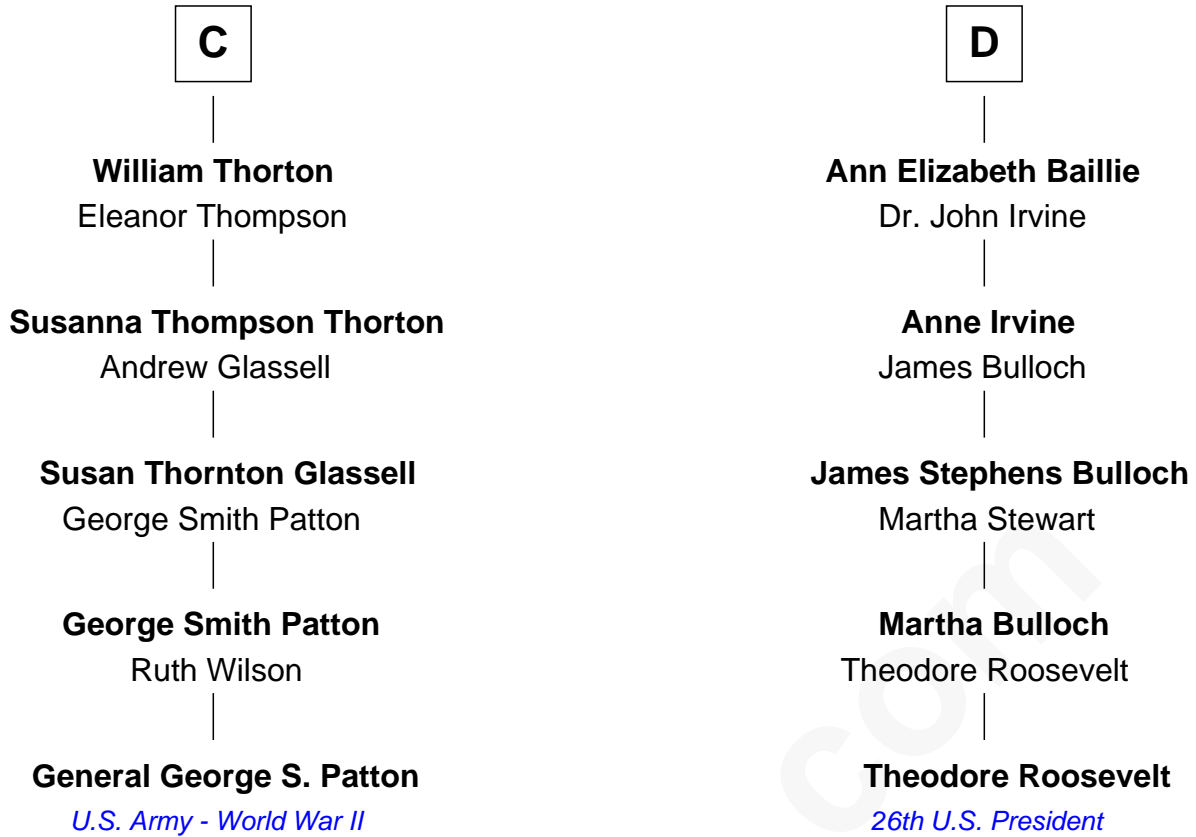 C
William Thorton
Eleanor Thompson
Susanna Thompson Thorton
Andrew Glassell
Susan Thornton Glassell
George Smith Patton
George Smith Patton
Ruth Wilson
General George S. Patton
U.S. Army - World War II
D
Ann Elizabeth Baillie
Dr. John Irvine
Anne Irvine
James Bulloch
James Stephens Bulloch
Martha Stewart
Martha Bulloch
Theodore Roosevelt
Theodore Roosevelt
26th U.S. President
com